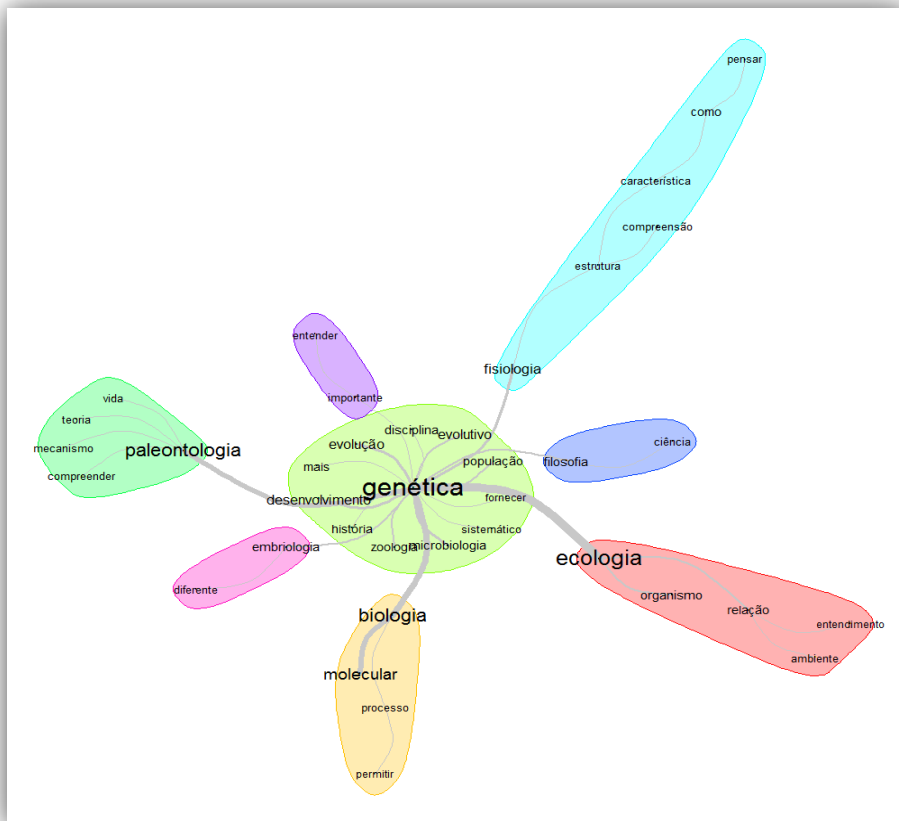 pensar
como
característica
compreensão
estrutura
fisiologia
entender
importante
vida
teoria
mecanismo
compreender
paleontologia
disciplina
evolução
evolutivo
mais
população
genética
desenvolvimento
fornecer
história
sistemático
zoologia
microbiologia
filosofia
ciência
embriologia
diferente
ecologia
organismo
relação
entendimento
ambiente
biologia
molecular
processo
permitir